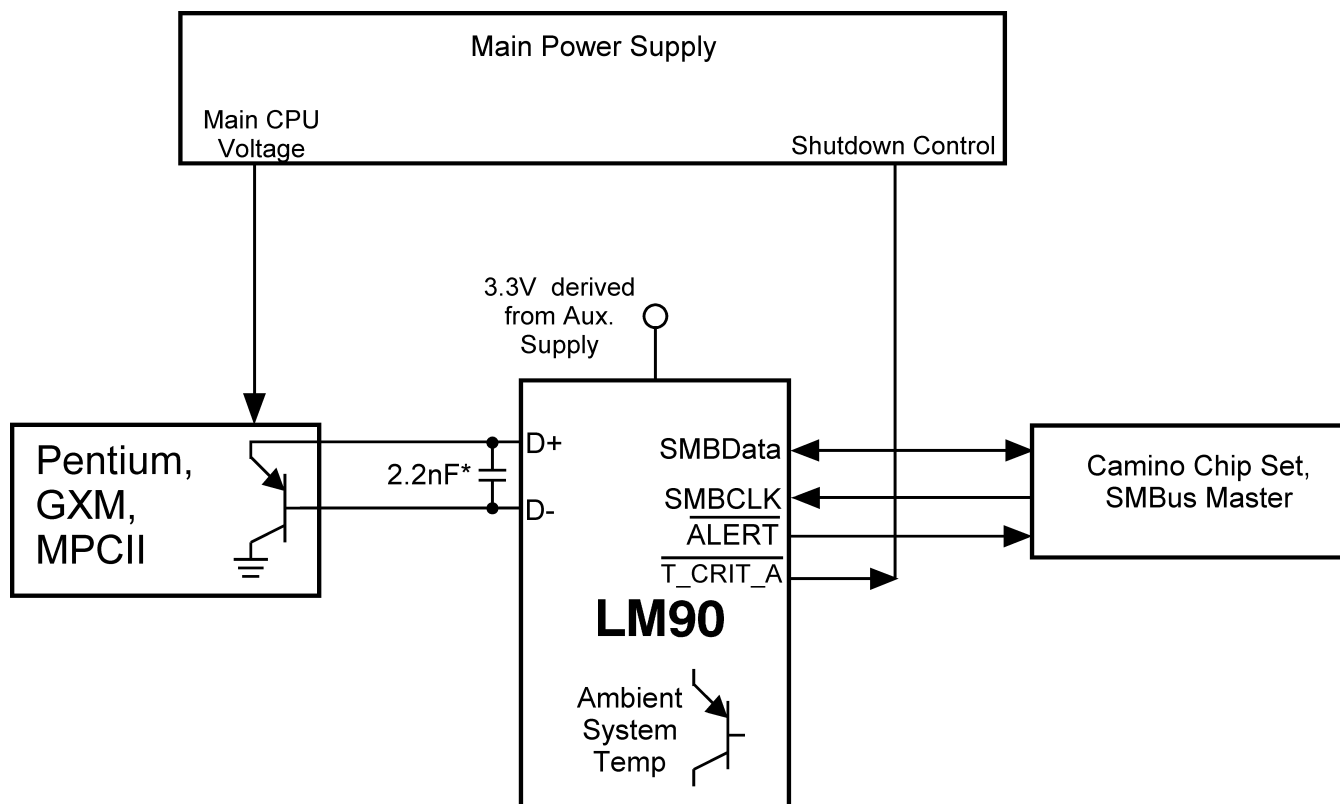 Main Power Supply
Main CPU
Voltage
Shutdown Control
3.3V derived
from Aux.
Supply
Pentium,
GXM,
MPCII
2.2nF*
D+
D-
SMBData
SMBCLK
ALERT
T_CRIT_A
LM90
Ambient
System
Temp
Camino Chip Set,
SMBus Master